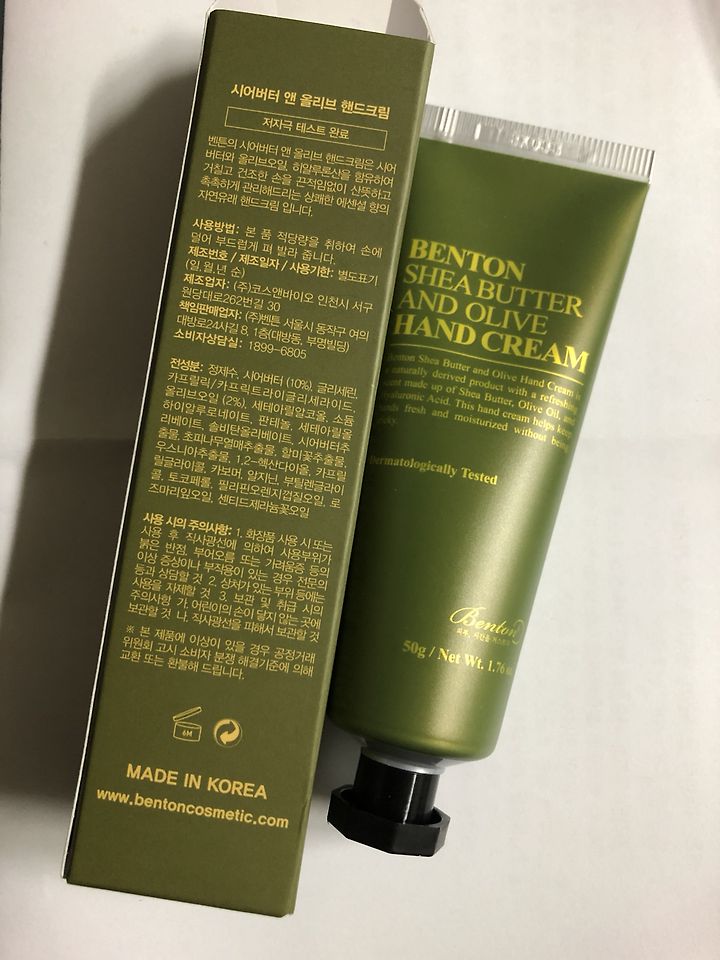 시어버터 앤 올리브 핸드크림
저자극 테스트 완료
벤튼의 시어버터 앤 올리브 핸드크림은 시어
버터와 올리브오일, 히알루론산을 함유하여
거칠고 건조한 손을 끈적임없이 산뜻하고
촉촉하게 관리해드리는 상쾌한 에센셜 향의
자연유래 핸드크림 입니다.
사용방법: 본 품 적당량을 취하여 손에
덜어 부드럽게 펴 발라 줍니다.
제조번호 / 제조일자 / 사용기한: 별도표기
(일,월,년 순)
제조업자: (주)코스앤바이오 인천시 서구
원당대로262번길 30
책임판매업자: (주)벤튼 서울시 동작구 여의
대방로24사길 8, 1층(대방동, 부명빌딩)
소비자상담실: 1899-6805
전성분: 정제수, 시어버터 (10%), 글리세린,
카프릴릭/카프릭트라이글리세라이드,
올리브오일 (2%), 세테아릴알코올, 소듐
하이알루로네이트, 판테놀, 세테아릴올
리베이트, 솔비탄올리베이트, 시어버터추
출물, 초피나무열매추출물, 할미꽃추출물,
우스니아추출물, 1,2-헥산다이올, 카프릴
릴글라이콜, 카보머, 알지닌, 부틸렌글라이
콜, 토코페롤, 필리핀오렌지껍질오일, 로
즈마리잎오일, 센티드제라늄꽃오일
사용 시의 주의사항: 1. 화장품 사용 시 또는
사용 후 직사광선에 의하여 사용부위가
붉은 반점, 부어오름 또는 가려움증 등의
이상 증상이나 부작용이 있는 경우 전문의
등과 상담할 것 2. 상처가 있는 부위 등에는
사용을 자제할 것 3. 보관 및 취급 시의
주의사항 가. 어린이의 손이 닿지 않는 곳에
보관할 것 나. 직사광선을 피해서 보관할 것
※ 본 제품에 이상이 있을 경우 공정거래
위원회 고시 소비자 분쟁 해결기준에 의해
교환 또는 환불해 드립니다.
6M
MADE IN KOREA
www.bentoncosmetic.com
BENTON
SHEA BUTTER
AND OLIVE
HAND CREAM
Benton Shea Butter and Olive Hand Cream is
a naturally derived product with a refreshing
scent made up of Shea Butter, Olive Oil, and
Hyaluronic Acid. This hand cream helps keep
hands fresh and moisturized without being
Dermatologically Tested
Benton
50g / Net Wt. 1.76